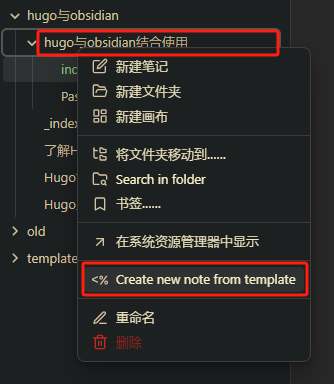 hugo与obsidian
hugo与obsidian结合使用
ind
新建笔记
Pas
新建文件夹
_index
新建画布
了解H
将文件夹移动到......
Hugo
Search in folder
Hugo
书签......
old
在系统资源管理器中显示
template
<% Create new note from template
重命名
删除